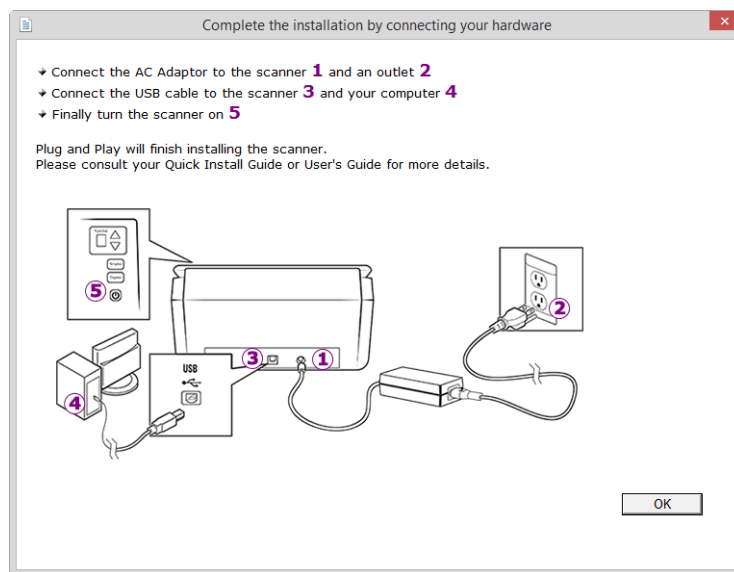 Complete the installation by connecting your hardware
Connect the AC Adaptor to the scanner 1 and an outlet 2
Connect the USB cable to the scanner 3 and your computer 4
Finally turn the scanner on 5
Plug and Play will finish installing the scanner.
Please consult your Quick Install Guide or User's Guide for more details.
Function
Simplex
Duplex
5
2
3
1
USB
4
OK